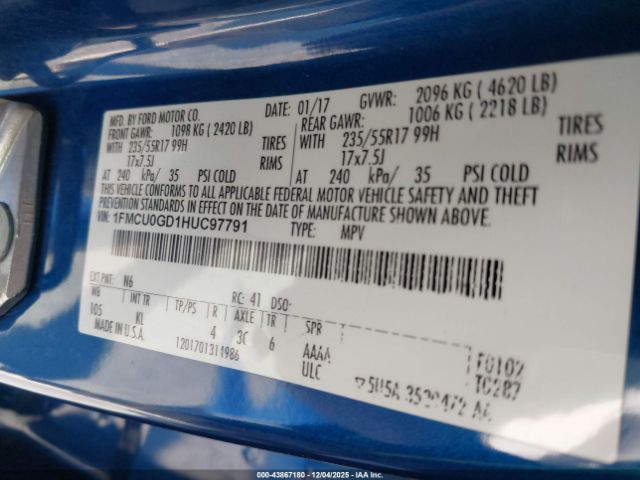 MFD. BY FORD MOTOR CO. DATE: 01/17 GVWR: 2096 KG ( 4620 LB)
FRONT GAWR: 1098 KG ( 2420 LB) REAR GAWR: 1006 KG ( 2218 LB)
WITH 235/55R17 99H TIRES WITH 235/55R17 99H TIRES
17x7.5J RIMS 17x7.5J RIMS
AT 240 kPa/ 35 PSI COLD AT 240 kPa/ 35 PSI COLD
THIS VEHICLE CONFORMS TO ALL APPLICABLE FEDERAL MOTOR VEHICLE SAFETY AND THEFT
PREVENTION STANDARDS IN EFFECT ON THE DATE OF MANUFACTURE SHOWN ABOVE.
VIN: 1FMCU0GD1HUC97791 TYPE: MPV
EXT PNT: N6 RC: 41 DSO:
WB INT TR TP/PS R AXLE TR SPR
105 KL 4 3C 6 AAAA
MADE IN U.S.A. ULC
F0102
TC287
000-43867180 - 12/04/2025 - IAAI.com